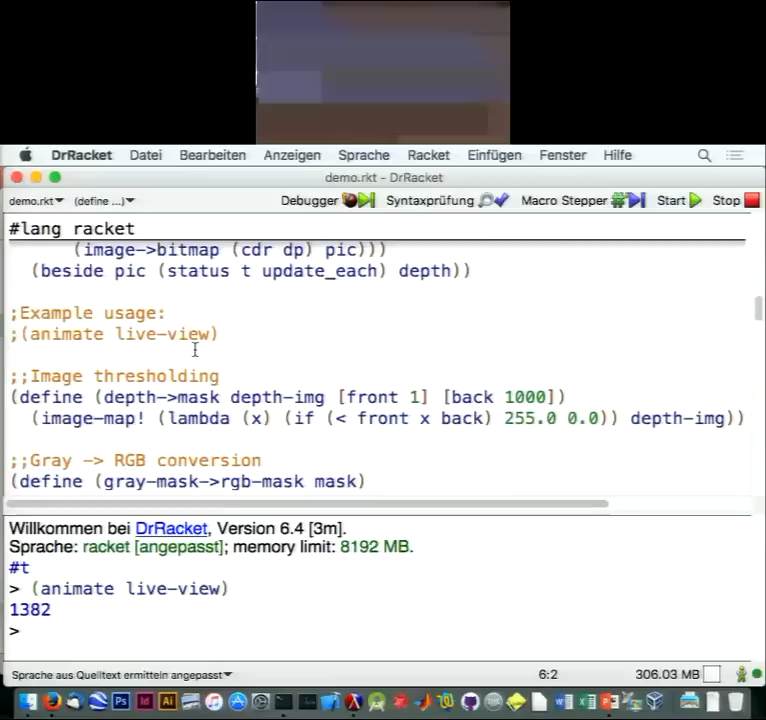 DrRacket Datei Bearbeiten Anzeigen Sprache Racket Einfügen Fenster Hilfe
demo.rkt - DrRacket
demo.rkt (define ...) Debugger Syntaxprüfung Macro Stepper Start Stop
#lang racket
(image->bitmap (cdr dp) pic)))
(beside pic (status t update_each) depth))
;Example usage:
;(animate live-view)
;;Image thresholding
(define (depth->mask depth-img [front 1] [back 1000])
(image-map! (lambda (x) (if (< front x back) 255.0 0.0)) depth-img))
;;Gray -> RGB conversion
(define (gray-mask->rgb-mask mask)
Willkommen bei DrRacket, Version 6.4 [3m].
Sprache: racket [angepasst]; memory limit: 8192 MB.
#t
> (animate live-view)
1382
>
Sprache aus Quelltext ermitteln angepasst 6:2 306.03 MB